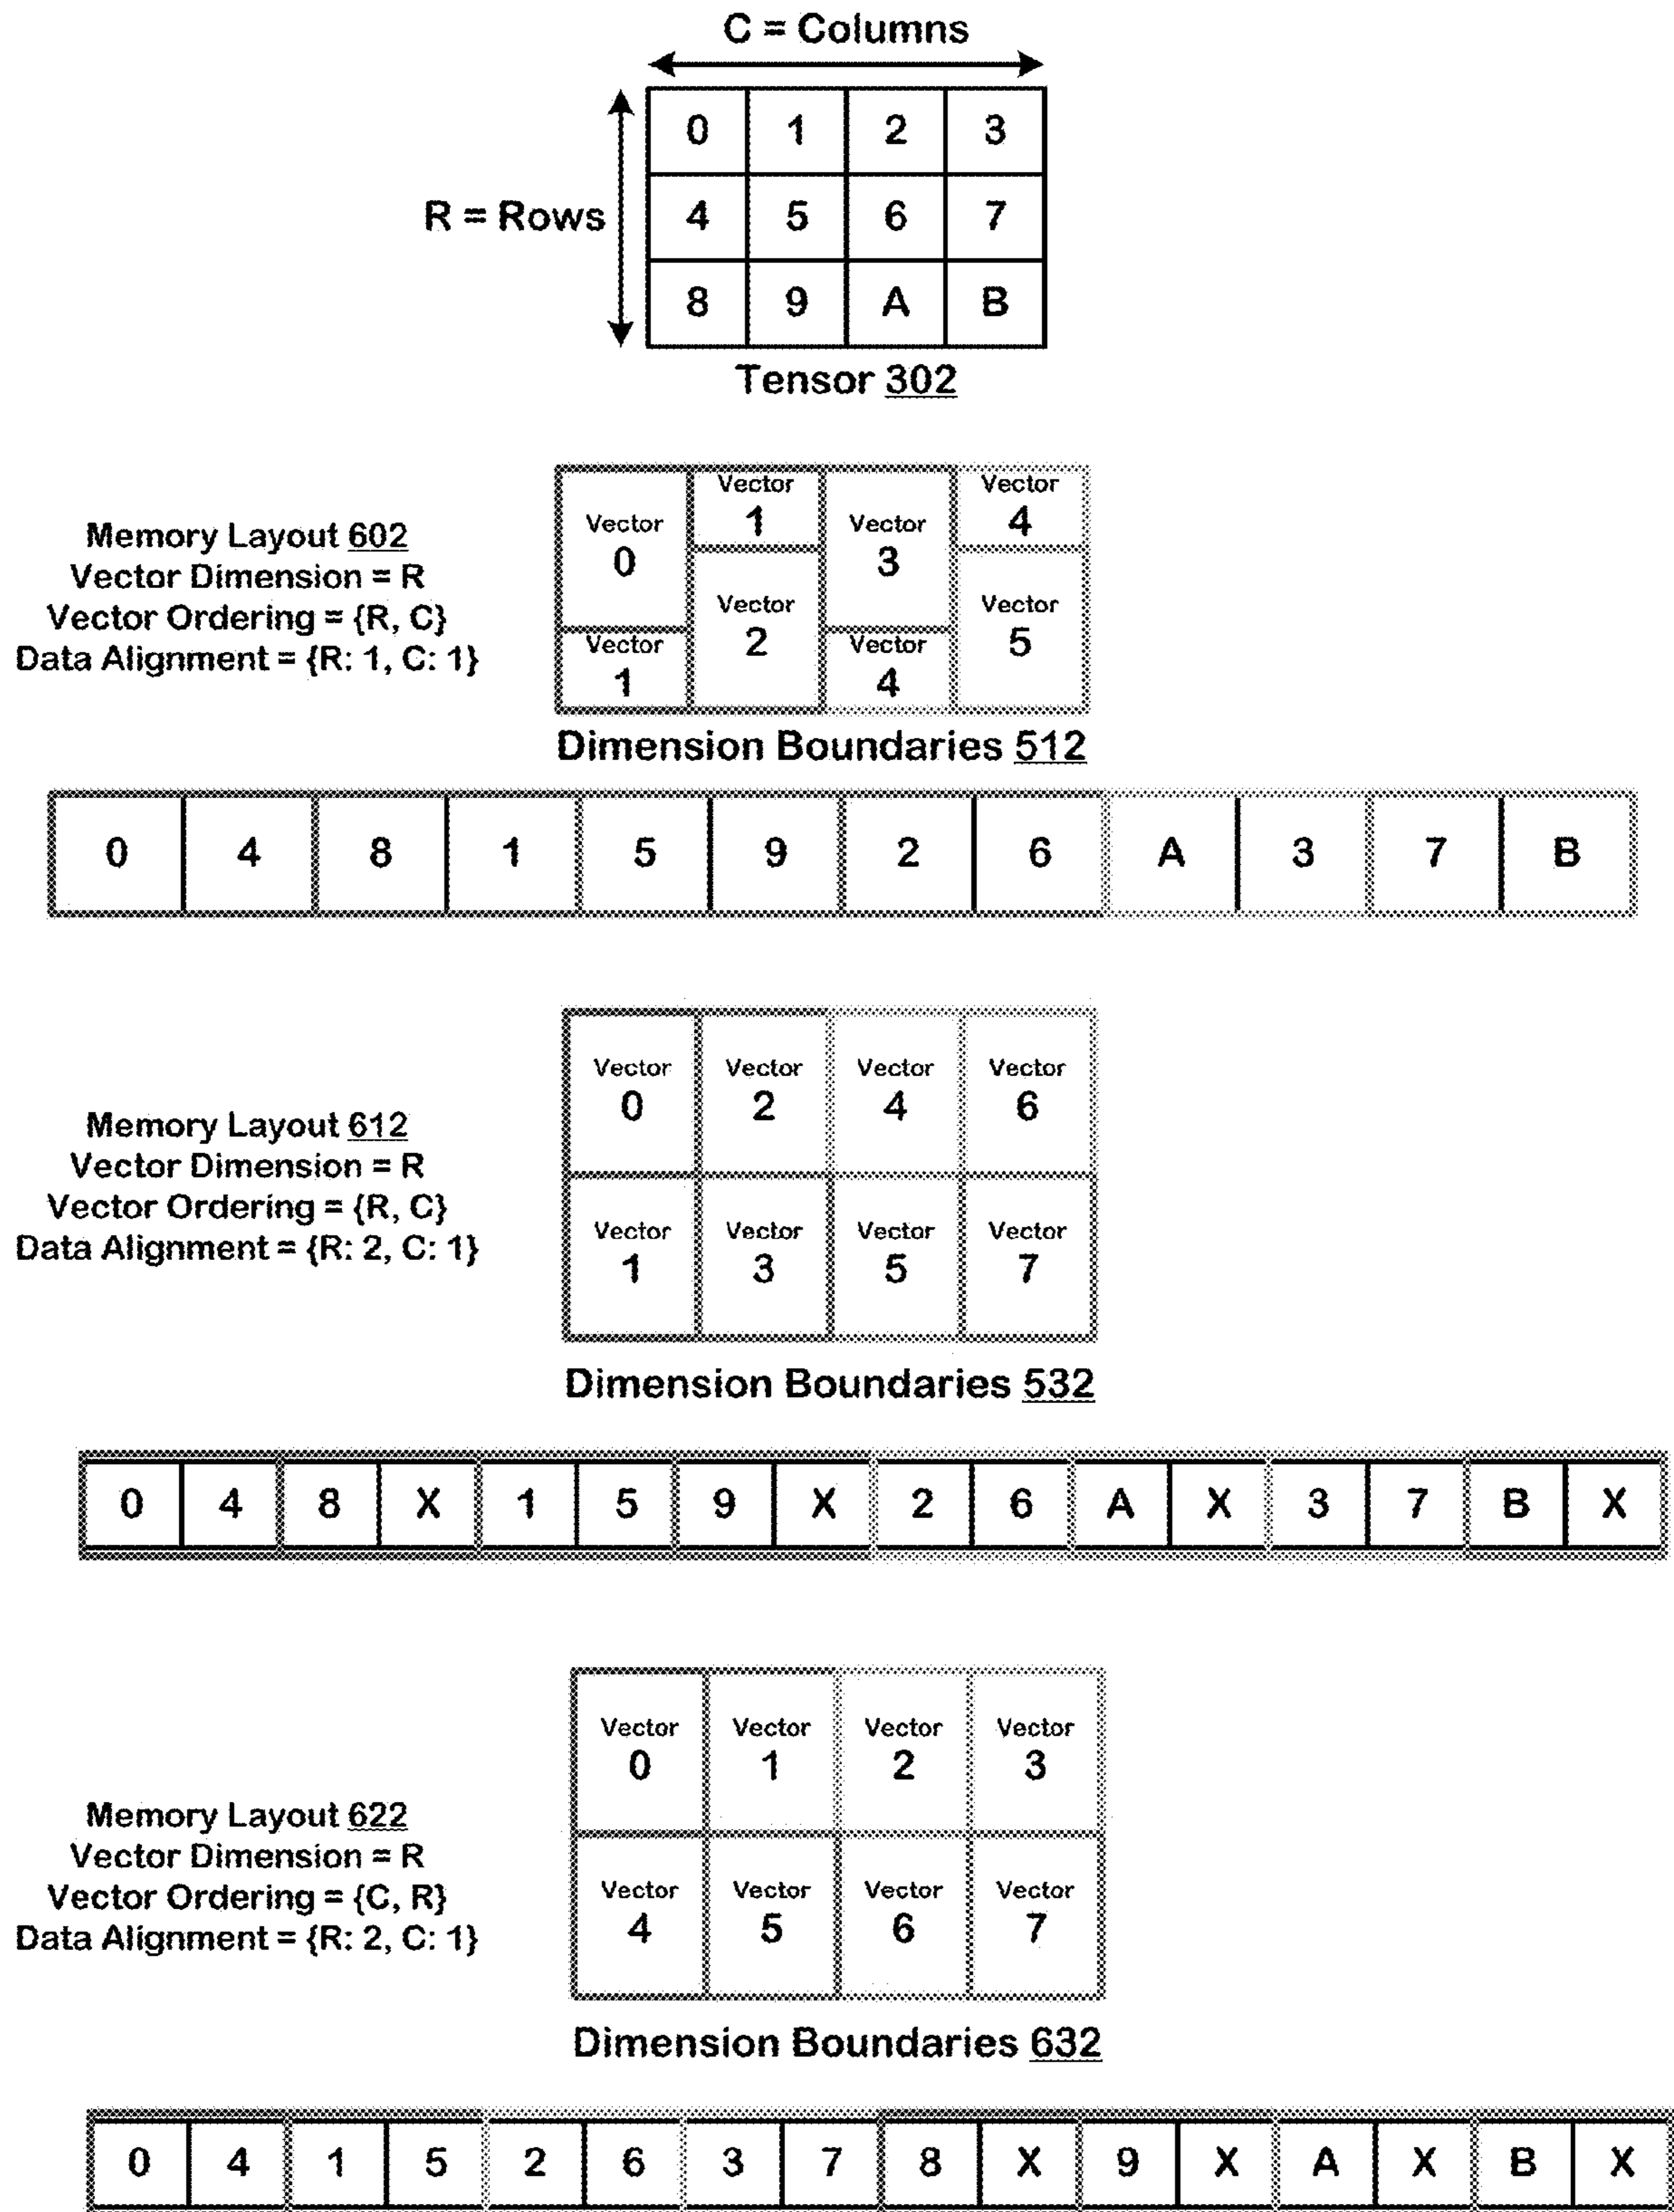 C = Columns
0 1 2 3
R = Rows
4 5 6 7
8 9 A B
Tensor 302
Memory Layout 602
Vector Dimension = R
Vector Ordering = {R, C}
Data Alignment = {R: 1, C: 1}
Vector 0
Vector 1
Vector 1
Vector 2
Vector 3
Vector 4
Vector 4
Vector 5
Dimension Boundaries 512
0 4 8 1 5 9 2 6 A 3 7 B
Memory Layout 612
Vector Dimension = R
Vector Ordering = {R, C}
Data Alignment = {R: 2, C: 1}
Vector Vector Vector Vector
0 2 4 6
Vector Vector Vector Vector
1 3 5 7
Dimension Boundaries 532
0 4 8 X 1 5 9 X 2 6 A X 3 7 B X
Memory Layout 622
Vector Dimension = R
Vector Ordering = {C, R}
Data Alignment = {R: 2, C: 1}
Vector Vector Vector Vector
0 1 2 3
Vector Vector Vector Vector
4 5 6 7
Dimension Boundaries 632
0 4 1 5 2 6 3 7 8 X 9 X A X B X